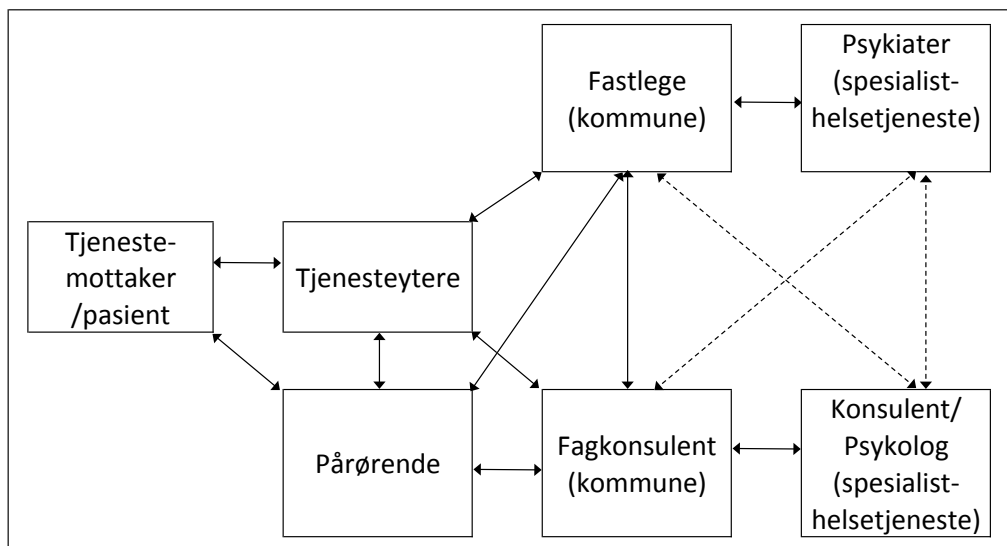 Fastlege
(kommune)
Psykiater
(spesialist-
helsetjeneste)
Tjeneste-
mottaker
/pasient
Tjenesteytere
Pårørende
Fagkonsulent
(kommune)
Konsulent/
Psykolog
(spesialist-
helsetjeneste)